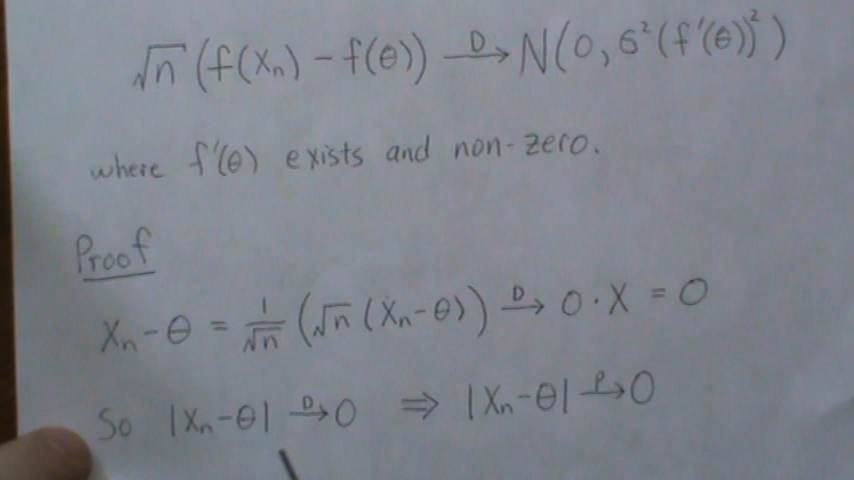 √n (f(Xn) - f(θ)) →ᴰ N(0, σ²(f'(θ))²)
where f'(θ) exists and non-zero.
Proof
Xn - θ = 1/√n (√n (Xn - θ)) →ᴰ 0 · X = 0
So |Xn - θ| →ᴰ 0 ⇒ |Xn - θ| →ᴾ 0